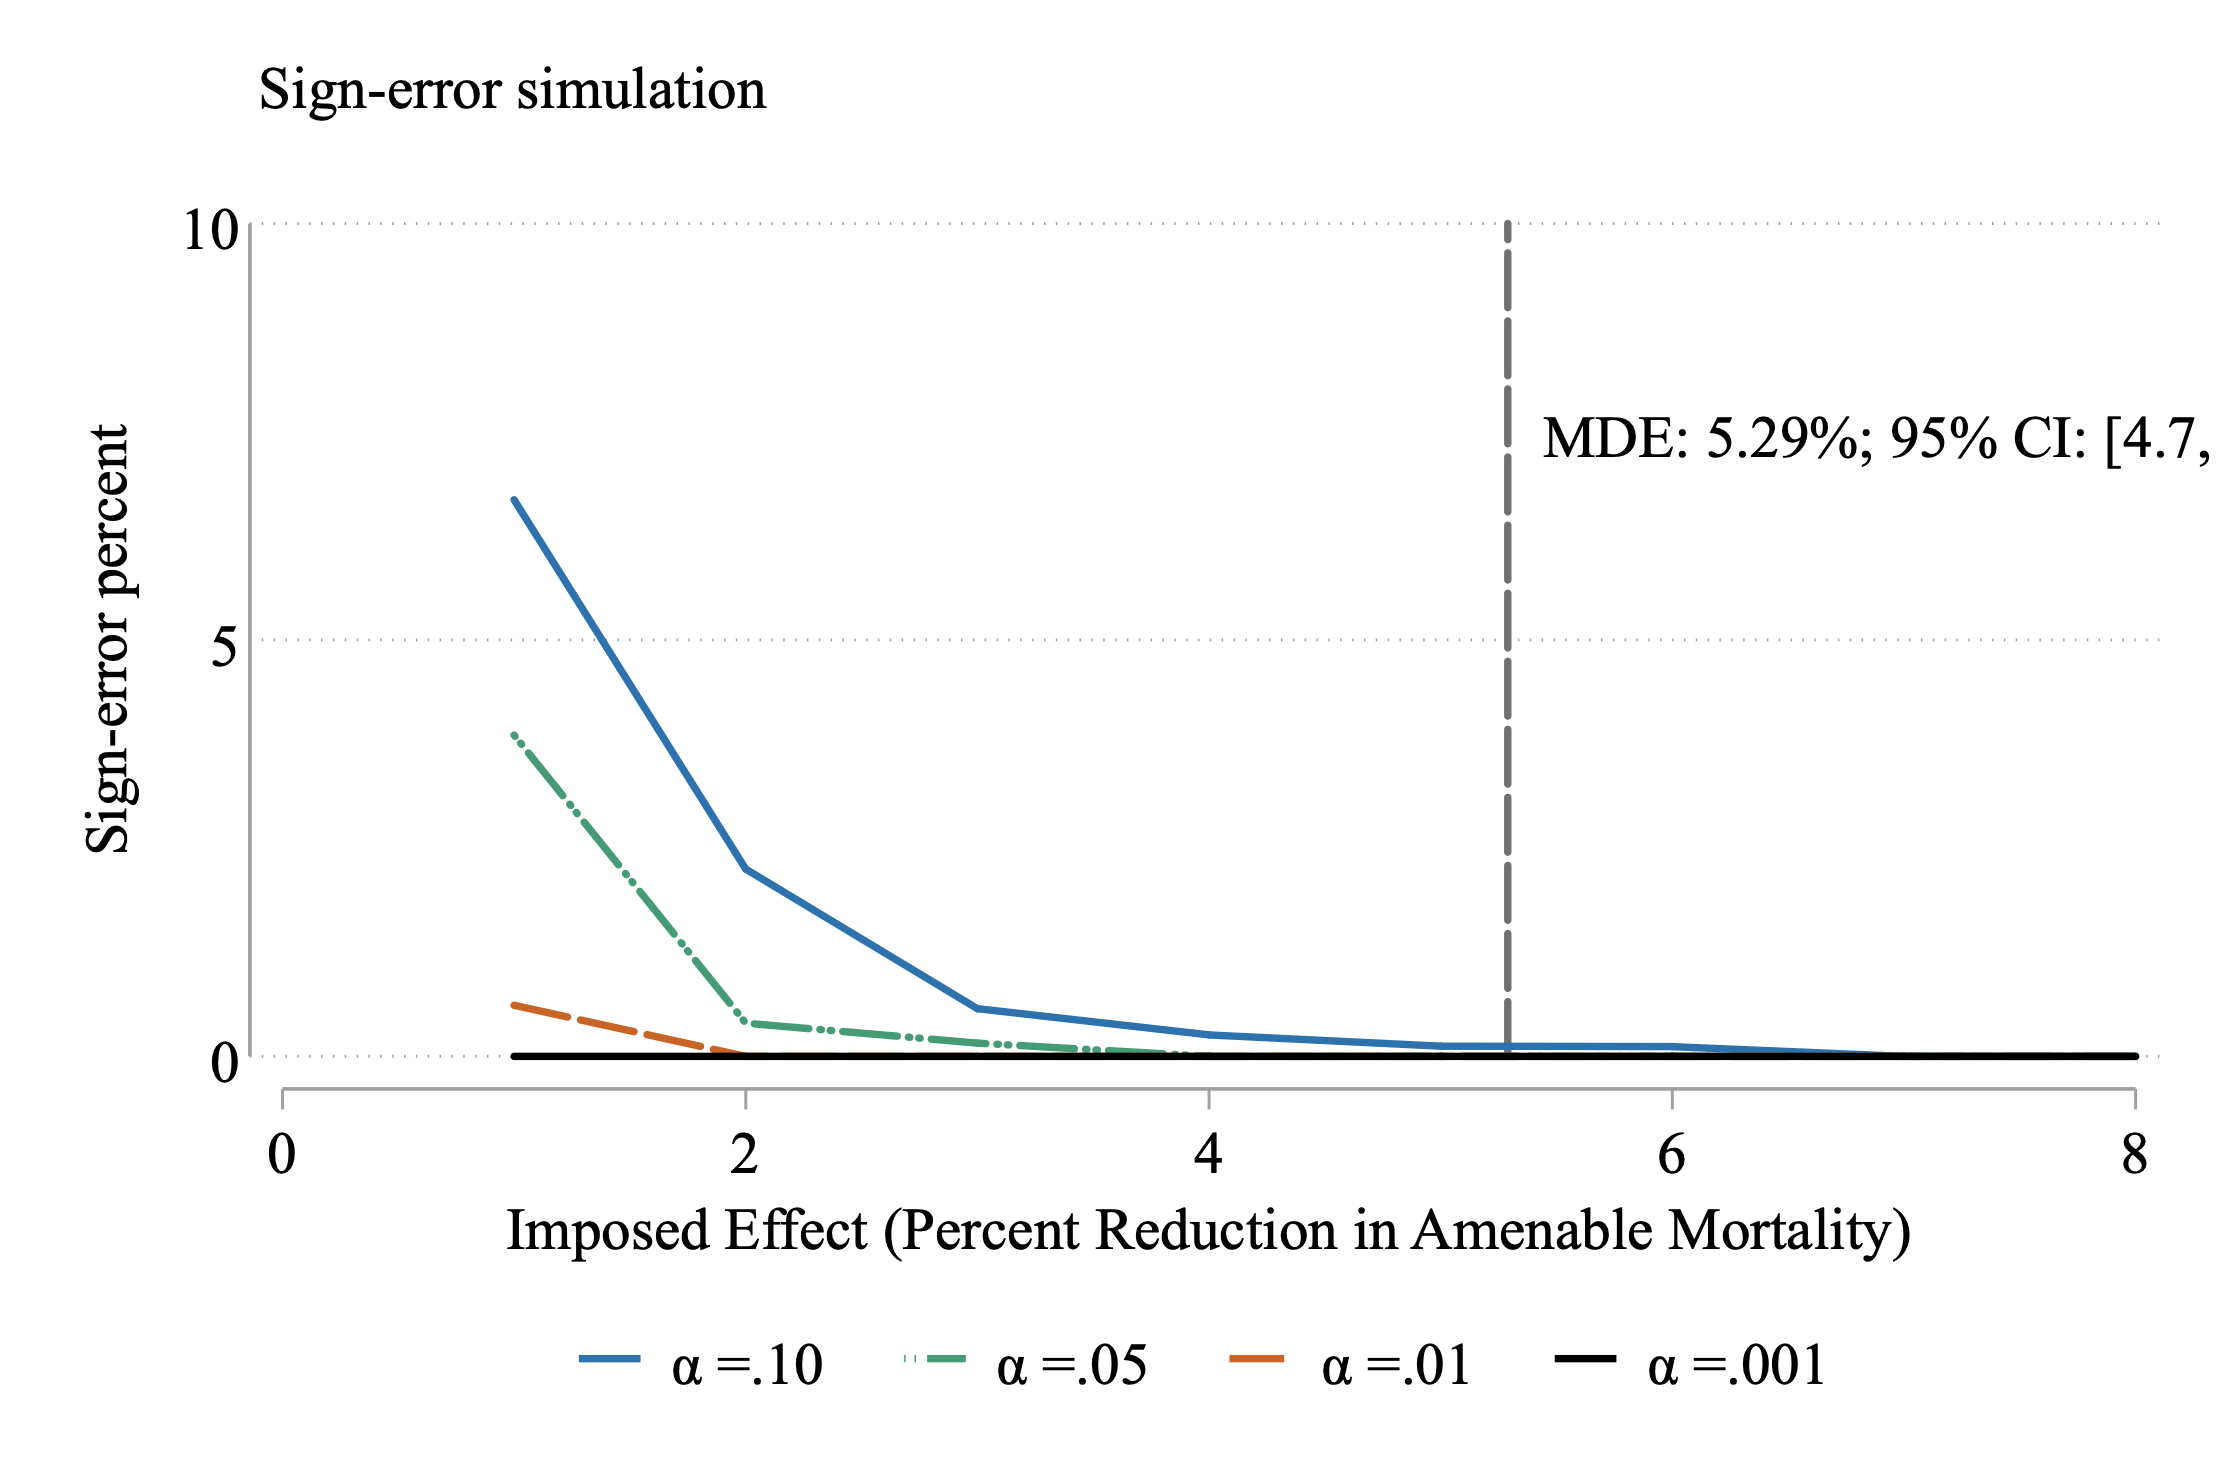 Sign-error simulation
10
5
0
Sign-error percent
MDE: 5.29%; 95% CI: [4.7,
0 2 4 6 8
Imposed Effect (Percent Reduction in Amenable Mortality)
α =.10 α =.05 α =.01 α =.001